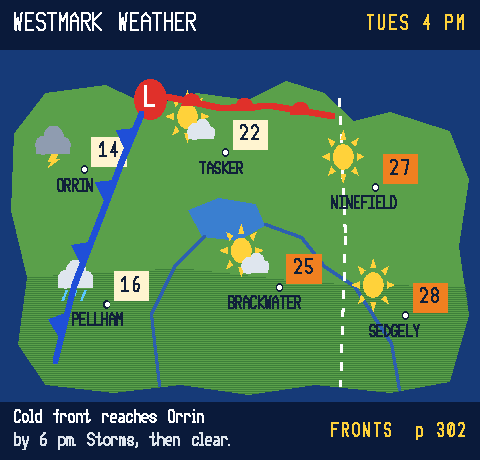 WESTMARK WEATHER
TUES 4 PM
L
14
ORRIN
22
TASKER
27
NINEFIELD
16
PELLHAM
25
BRACKWATER
28
SEDGELY
Cold front reaches Orrin
by 6 pm. Storms, then clear.
FRONTS p 302